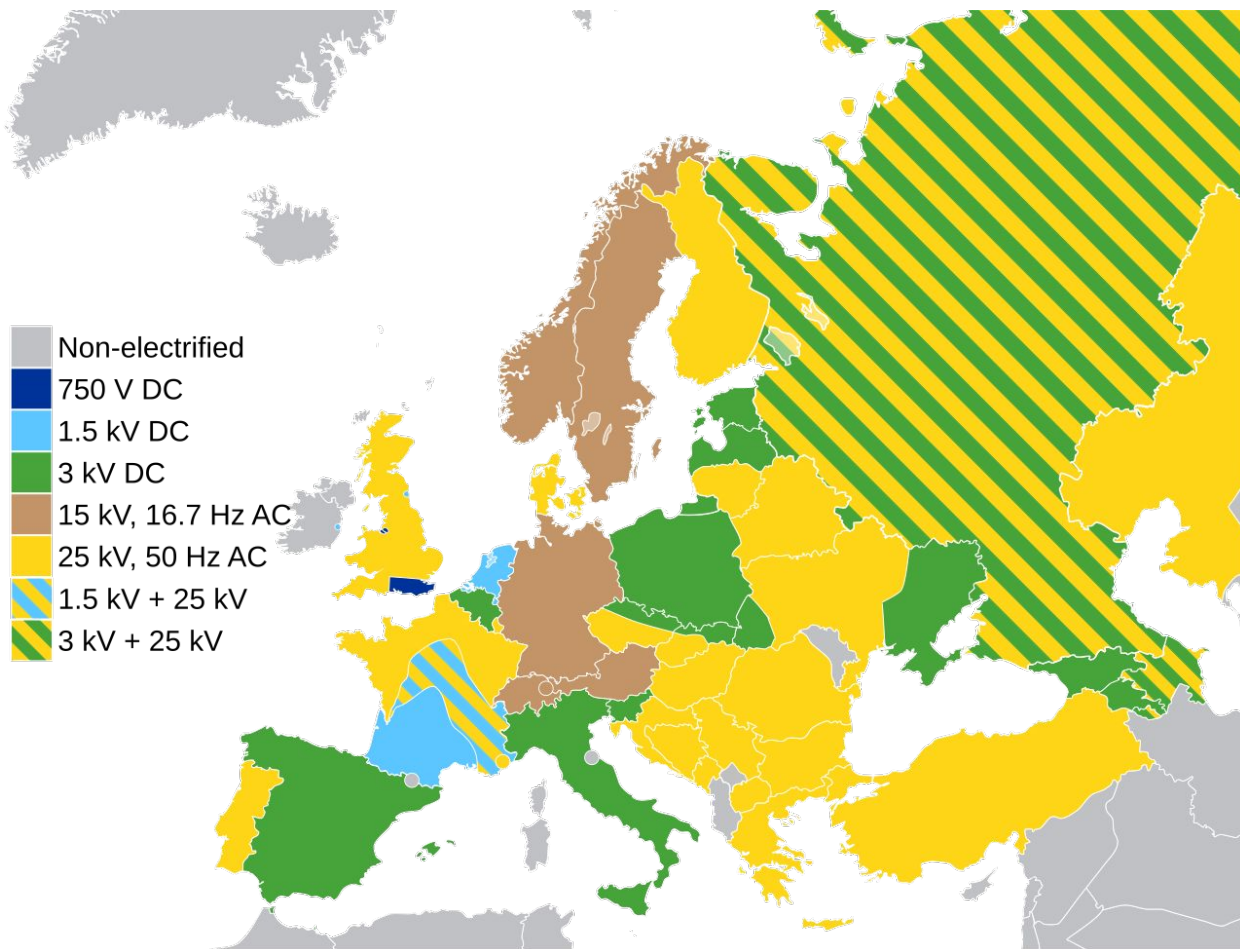 Non-electrified
750 V DC
1.5 kV DC
3 kV DC
15 kV, 16.7 Hz AC
25 kV, 50 Hz AC
1.5 kV + 25 kV
3 kV + 25 kV